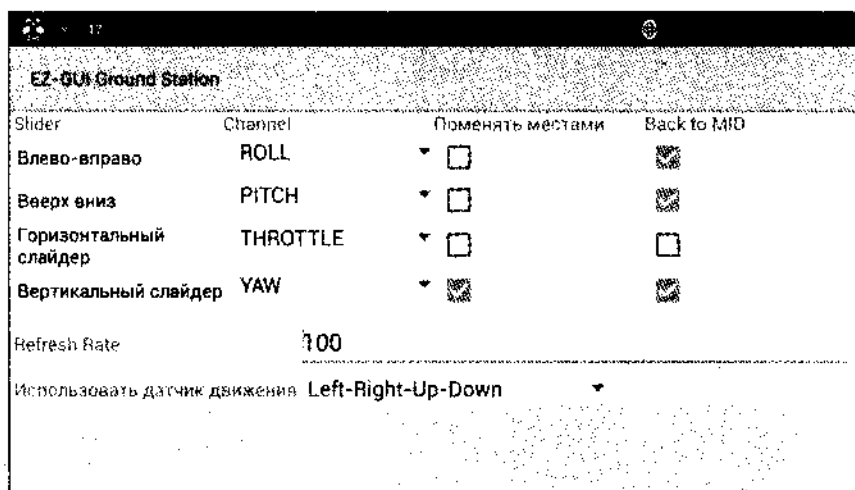 17
EZ-GUI Ground Station
Slider Channel Поменять местами Back to MID
Влево-вправо ROLL
Вверх вниз PITCH
Горизонтальный слайдер THROTTLE
Вертикальный слайдер YAW
Refresh Rate 100
Использовать датчик движения Left-Right-Up-Down